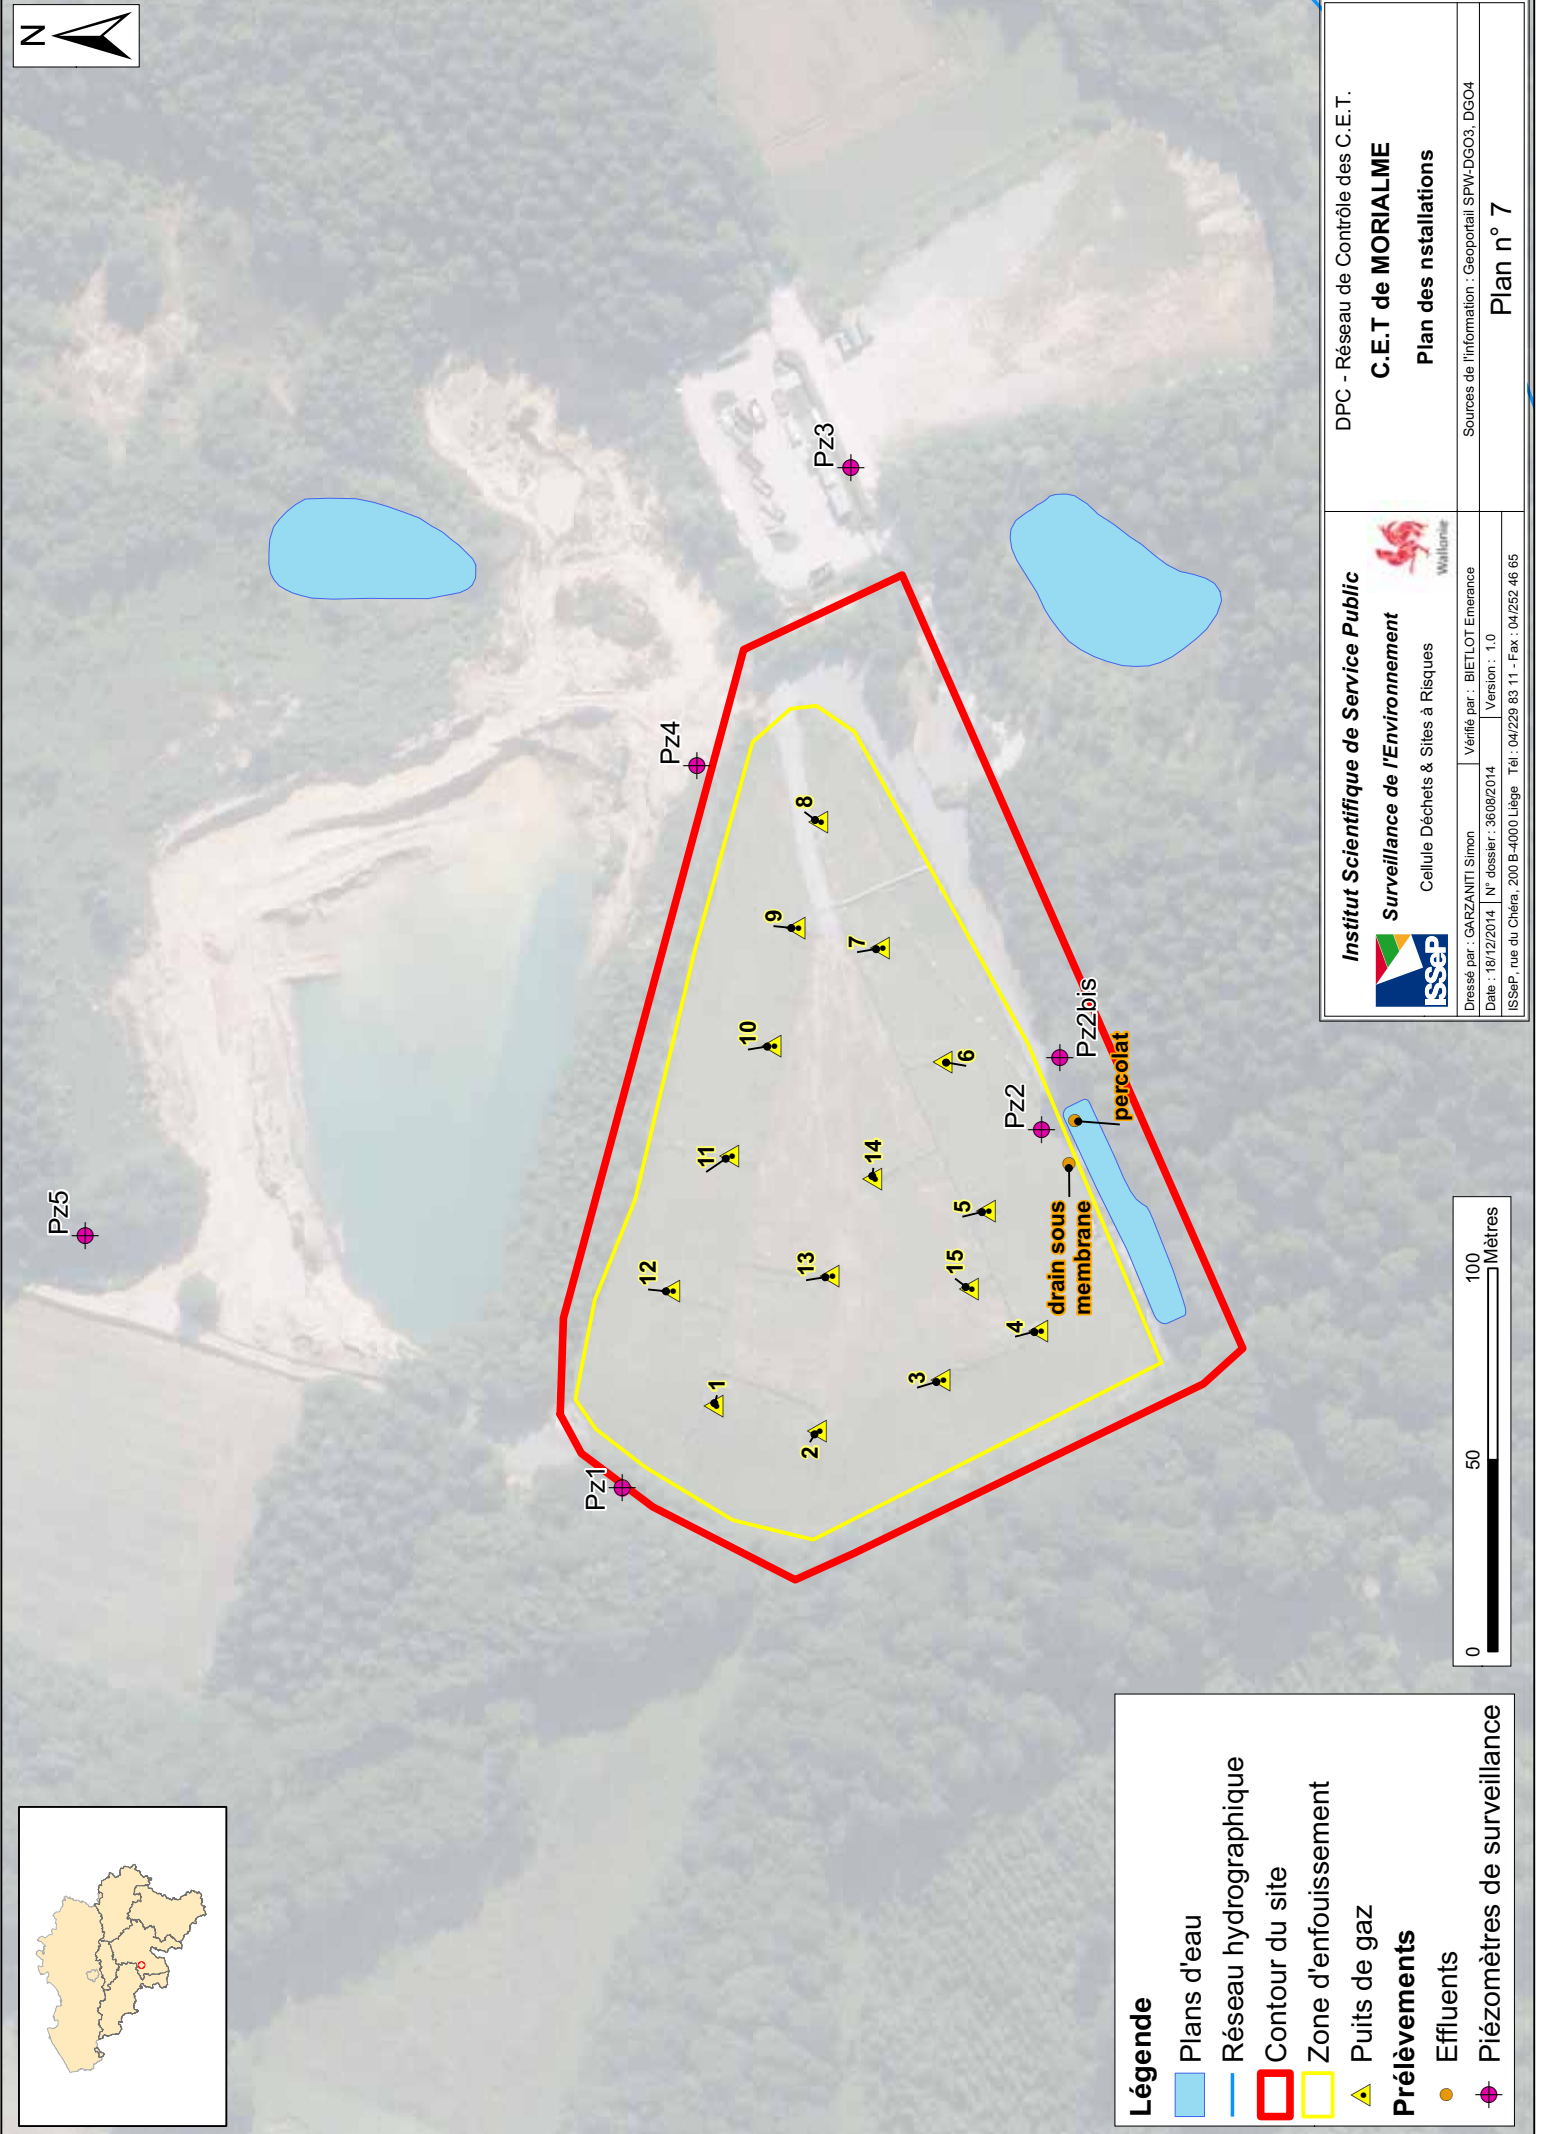 N
Pz5
Pz4
Pz3
Pz1
Pz2
Pz2bis
12
11
10
9
8
1
2
13
14
7
3
15
5
6
4
drain sous
membrane
percolat
Légende
Plans d'eau
Réseau hydrographique
Contour du site
Zone d'enfouissement
Puits de gaz
Prélèvements
Effluents
Piézomètres de surveillance
0 50 100
Mètres
Institut Scientifique de Service Public
Surveillance de l'Environnement
Cellule Déchets & Sites à Risques
ISSeP
Wallonie
Dressé par : GARZANITI Simon
Vérifié par : BIETLOT Emerance
Date : 18/12/2014
N° dossier : 3608/2014
Version : 1.0
ISSeP, rue du Chéra, 200 B-4000 Liège Tél : 04/229 83 11 - Fax : 04/252 46 65
DPC - Réseau de Contrôle des C.E.T.
C.E.T de MORIALME
Plan des nstallations
Sources de l'information : Geoportail SPW-DGO3, DGO4
Plan n° 7